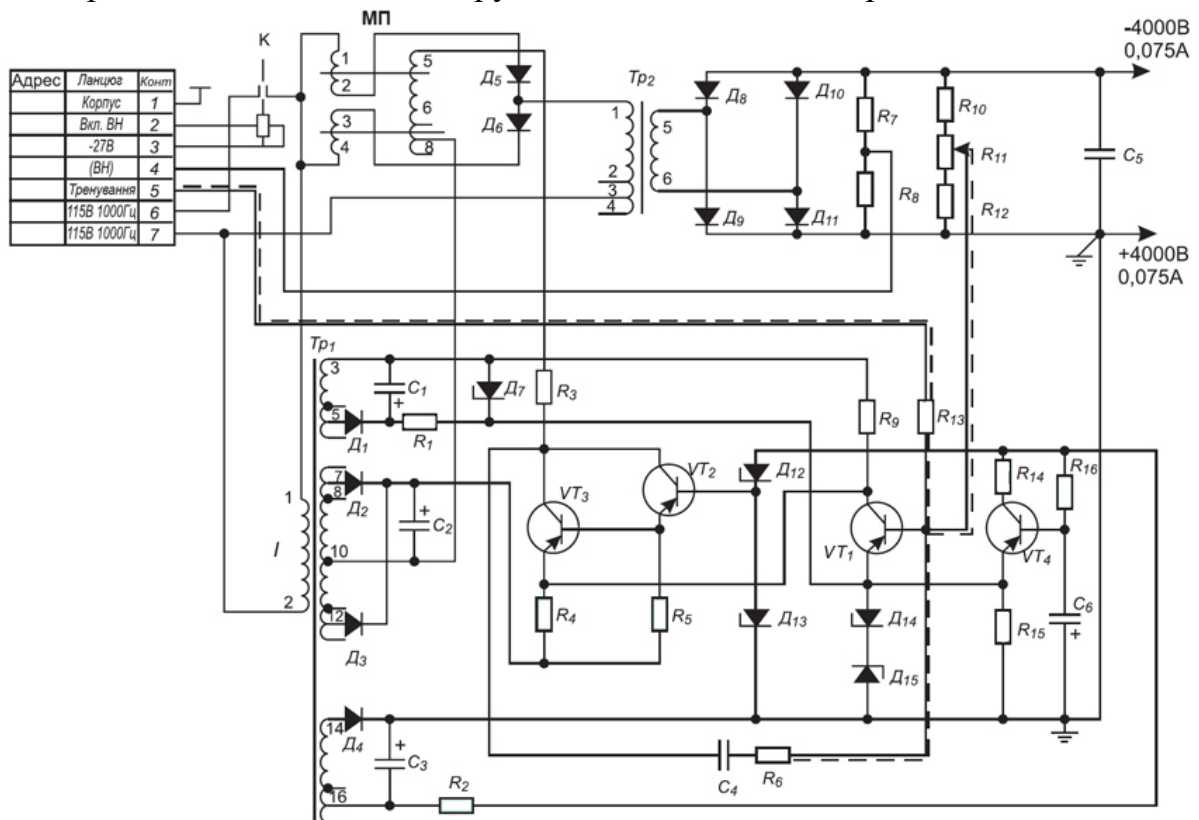 МП
К
Адрес Ланцюг Конт
Корпус 1
Вкл. ВН 2
-27В 3
(ВН) 4
Тренування 5
115В 1000Гц 6
115В 1000Гц 7
1
2
3
4
5
6
8
Д5
Д6
Тр2
1
2
3
4
5
6
Д8
Д10
Д9
Д11
R7
R8
R10
R11
R12
C5
-4000В
0,075А
+4000В
0,075А
Тр1
I
1
2
3
5
7
8
10
12
14
16
Д1
Д2
Д3
Д4
C1
+
R1
Д7
R3
C2
+
C3
+
R2
VT3
VT2
R4
R5
Д12
Д13
R9
R13
VT1
Д14
Д15
R14
R16
VT4
R15
C6
+
C4
R6